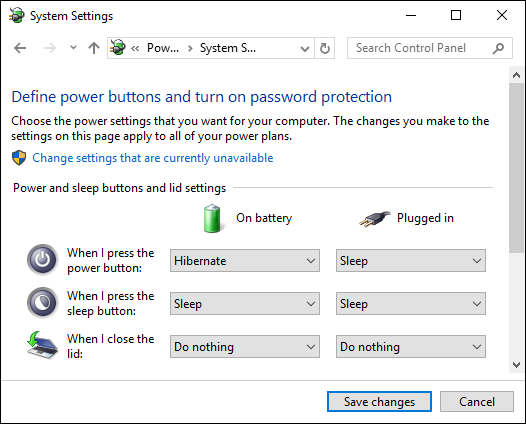 System Settings
Pow... System S... Search Control Panel
Define power buttons and turn on password protection
Choose the power settings that you want for your computer. The changes you make to the
settings on this page apply to all of your power plans.
Change settings that are currently unavailable
Power and sleep buttons and lid settings
On battery Plugged in
When I press the
power button: Hibernate Sleep
When I press the
sleep button: Sleep Sleep
When I close the
lid: Do nothing Do nothing
Save changes Cancel